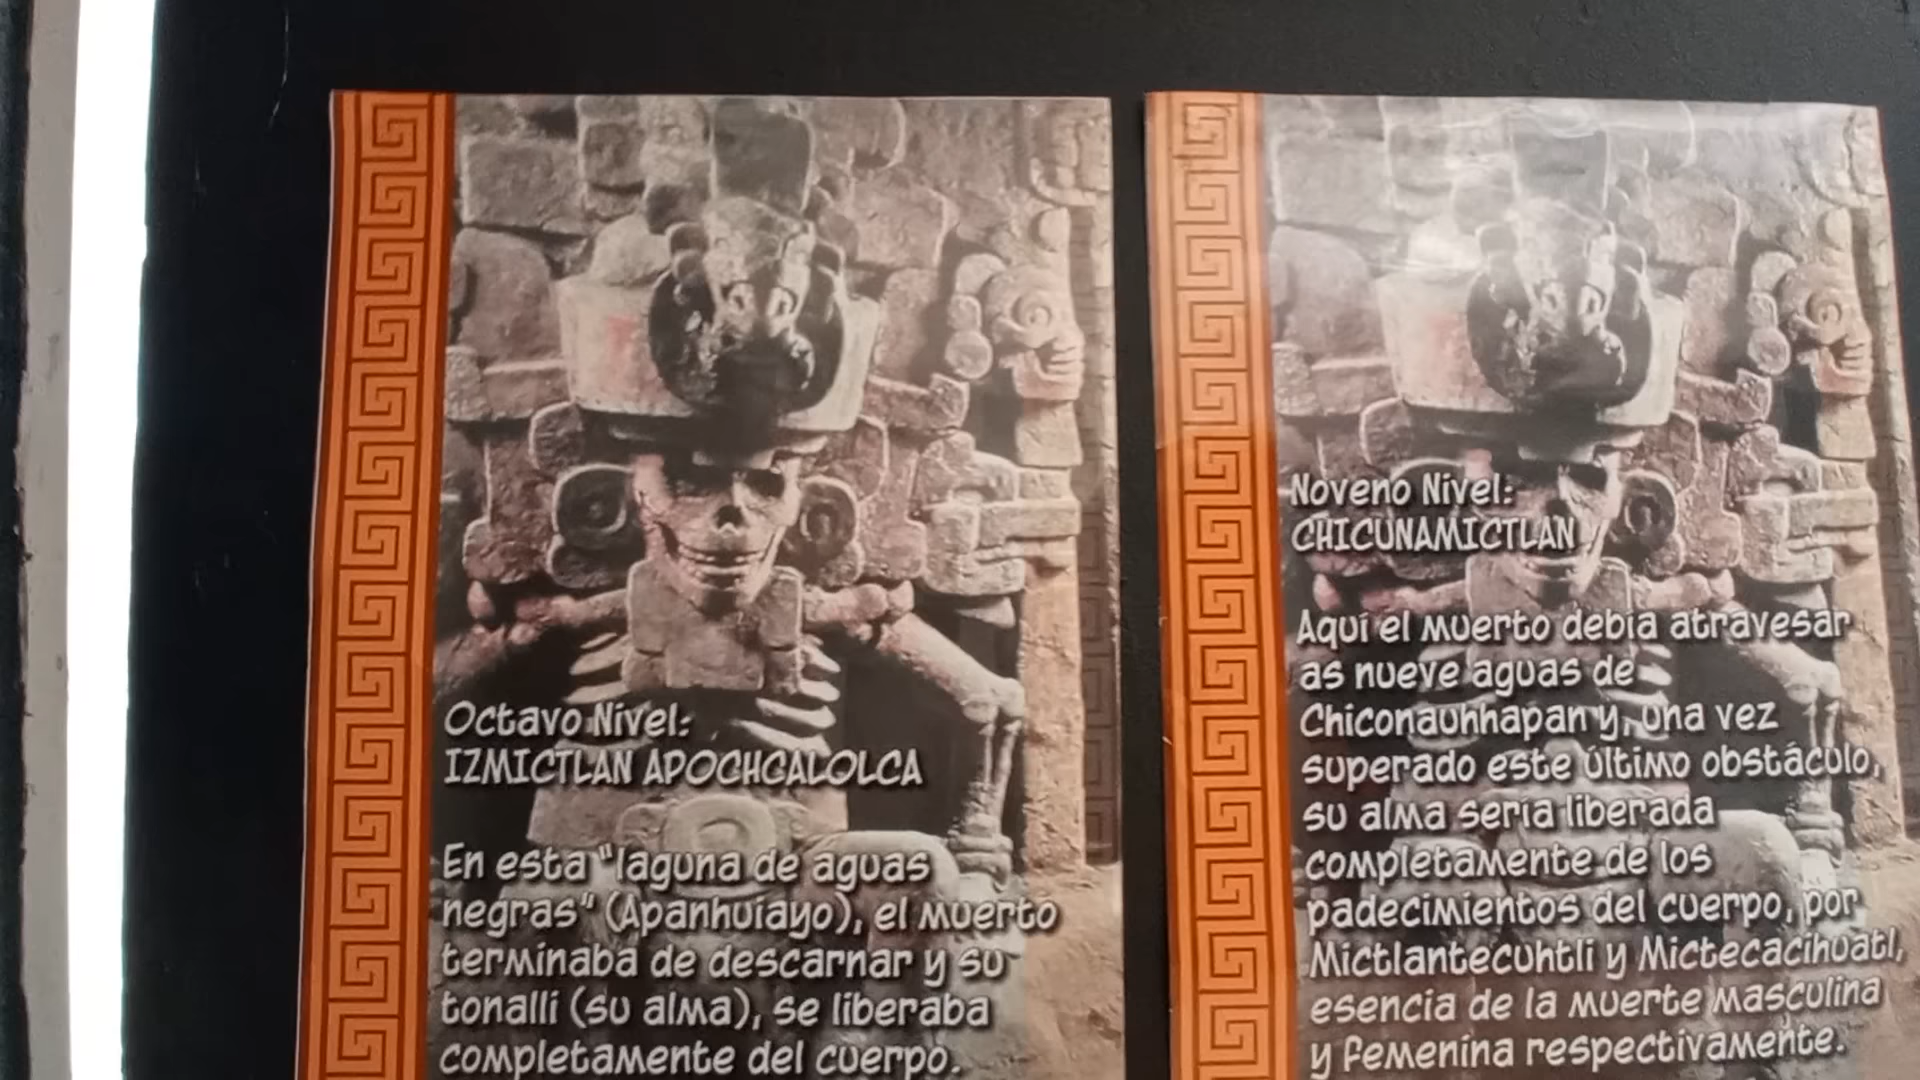 Octavo Nivel:
IZMICTLAN APOCHCALOLCA
En esta "laguna de aguas
negras" (Apanhuiayo), el muerto
terminaba de descarnar y su
tonalli (su alma), se liberaba
completamente del cuerpo.
Noveno Nivel:
CHICUNAMICTLAN
Aquí el muerto debía atravesar
as nueve aguas de
Chiconauhhapan y, una vez
superado este último obstáculo,
su alma sería liberada
completamente de los
padecimientos del cuerpo, por
Mictlantecuhtli y Mictecacíhuatl,
esencia de la muerte masculina
y femenina respectivamente.